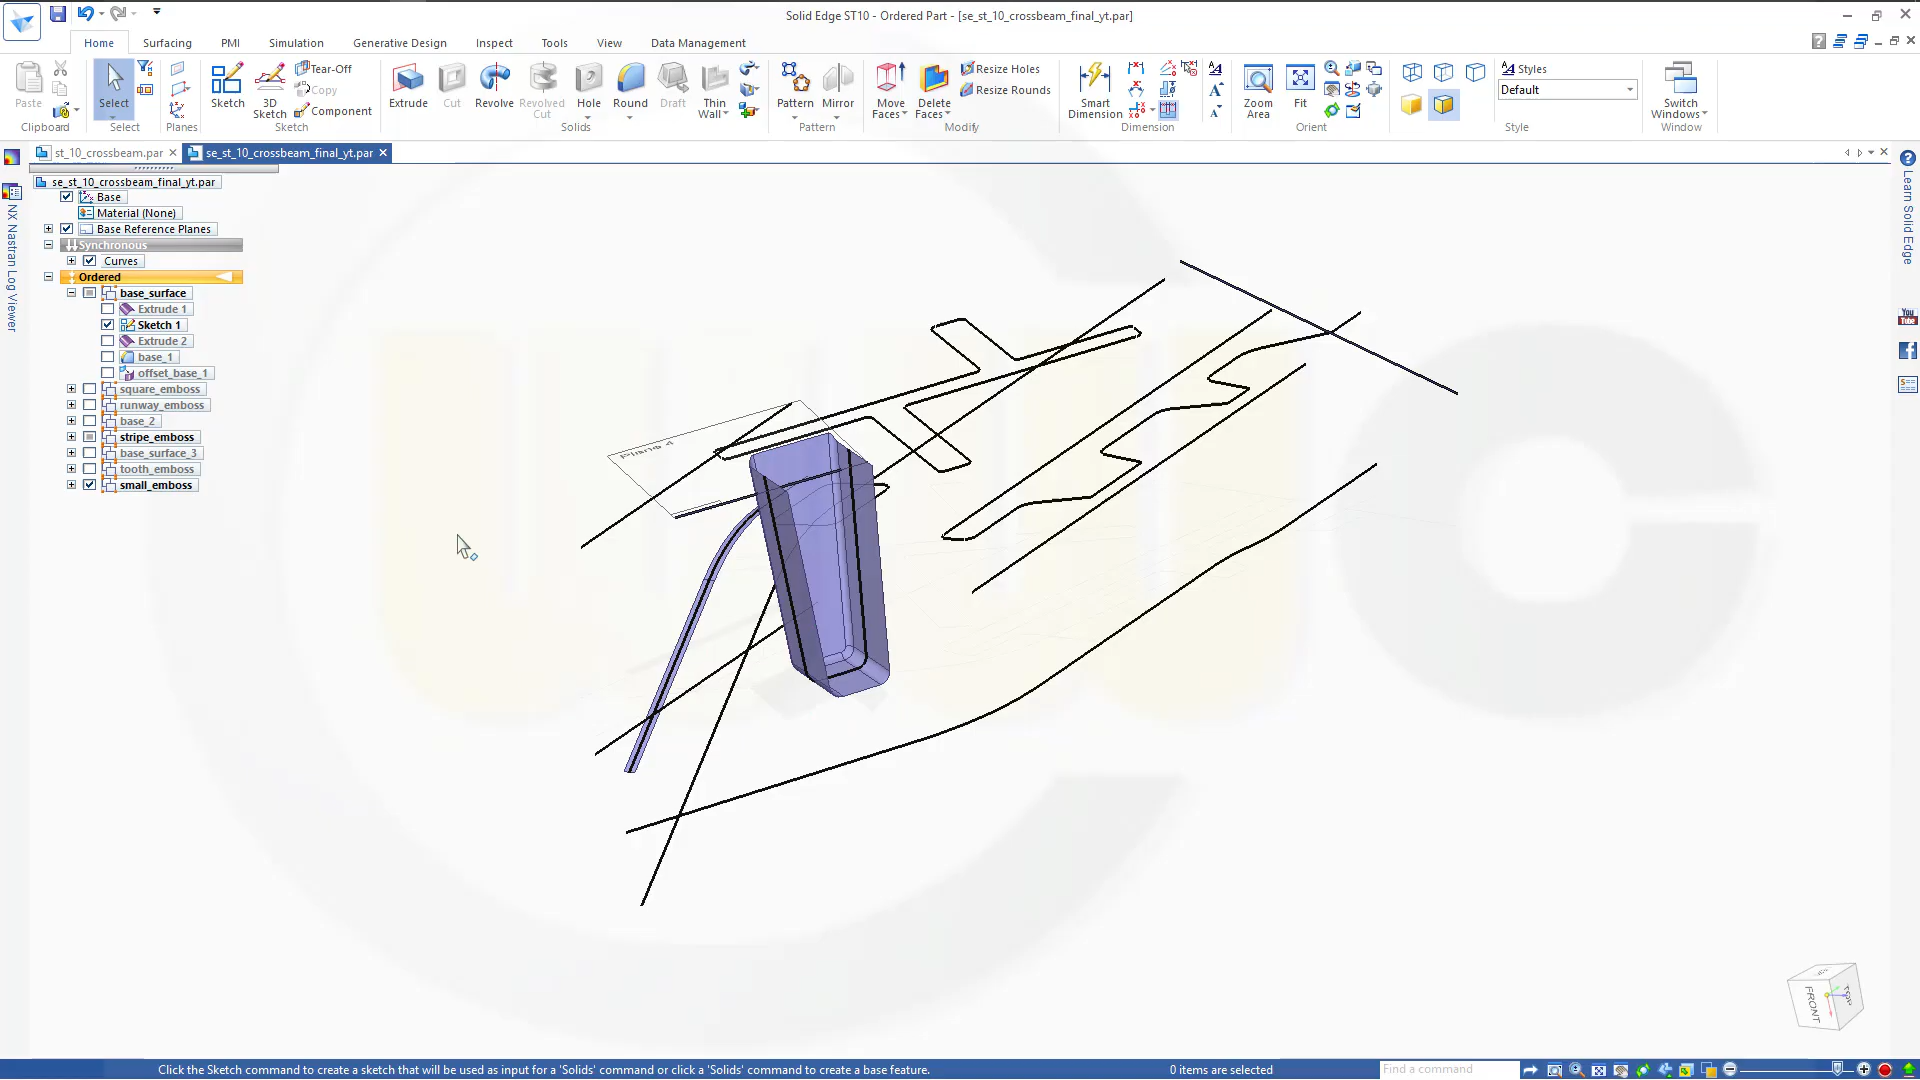 Solid Edge ST10 - Ordered Part - [se_st_10_crossbeam_final_yt.par]
Home
Surfacing
PMI
Simulation
Generative Design
Inspect
Tools
View
Data Management
Paste
Clipboard
Select
Select
Planes
Sketch
3D Sketch
Tear-Off
Copy
Component
Sketch
Extrude
Cut
Revolve
Revolved Cut
Hole
Round
Draft
Thin Wall
Solids
Pattern
Mirror
Pattern
Move Faces
Delete Faces
Resize Holes
Resize Rounds
Modify
Smart Dimension
Dimension
Zoom Area
Fit
Orient
Styles
Default
Style
Switch Windows
Window
st_10_crossbeam.par
se_st_10_crossbeam_final_yt.par
se_st_10_crossbeam_final_yt.par
Base
Material (None)
Base Reference Planes
Synchronous
Curves
Ordered
base_surface
Extrude 1
Sketch 1
Extrude 2
base_1
offset_base_1
square_emboss
runway_emboss
base_2
stripe_emboss
base_surface_3
tooth_emboss
small_emboss
NX Nastran Log Viewer
Learn Solid Edge
You Tube
Plane 4
FRONT
TOP
Click the Sketch command to create a sketch that will be used as input for a 'Solids' command or click a 'Solids' command to create a base feature.
0 items are selected
Find a command